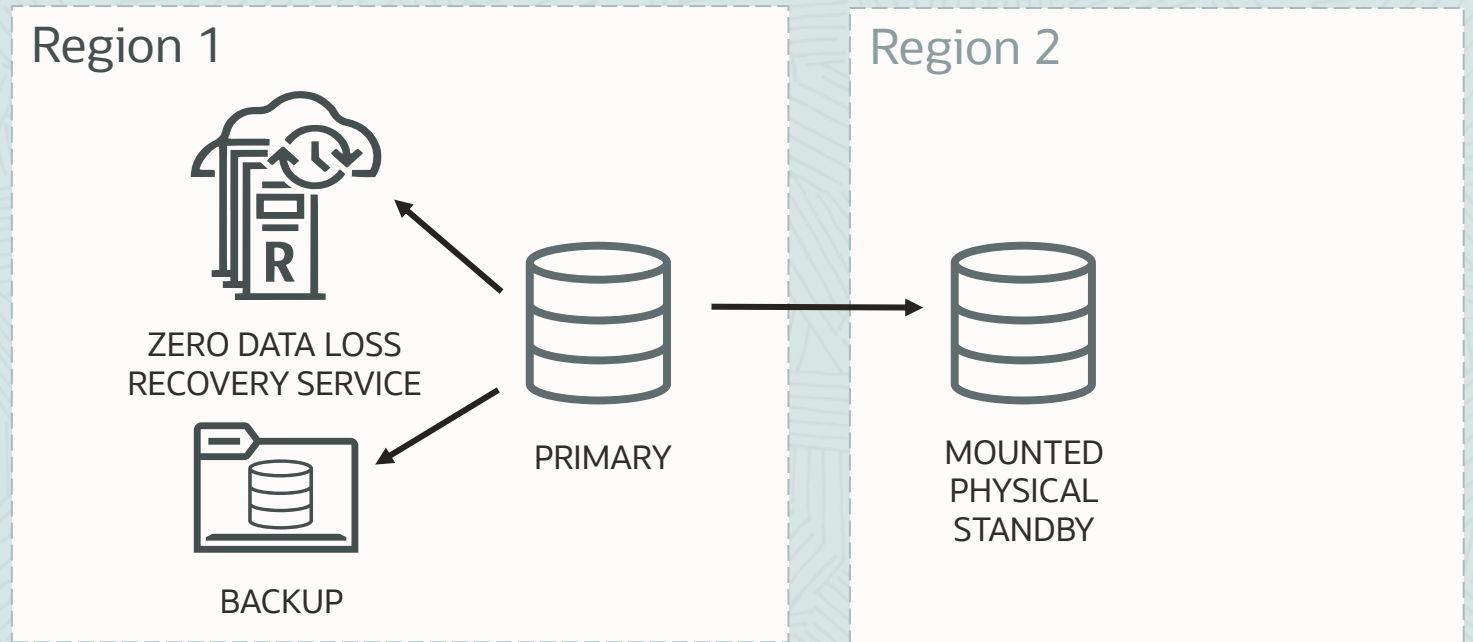 Region 1
R
ZERO DATA LOSS
RECOVERY SERVICE
PRIMARY
BACKUP
Region 2
MOUNTED
PHYSICAL
STANDBY